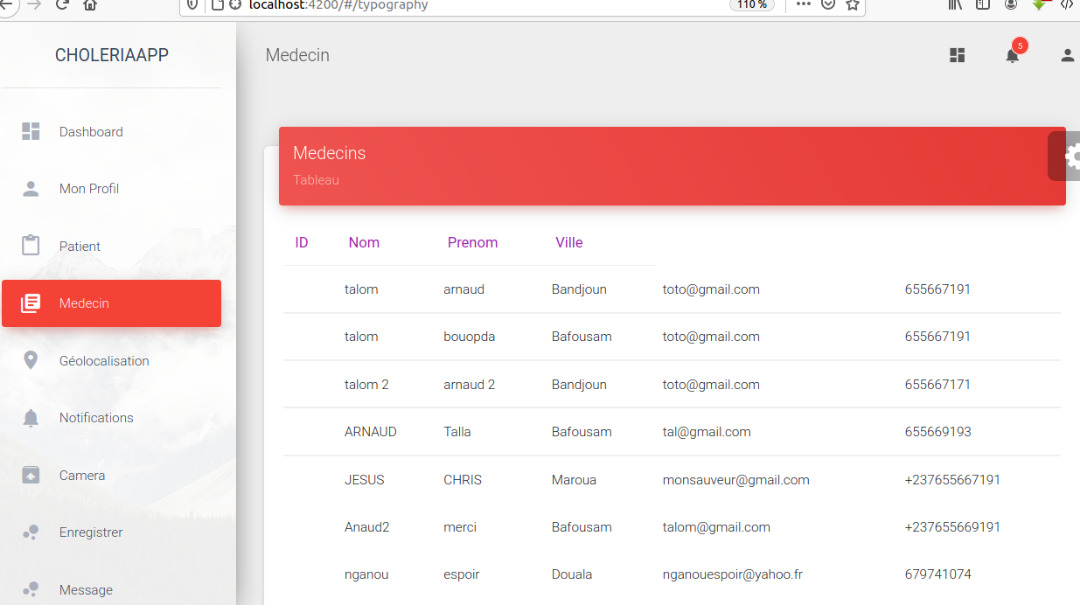 localhost:4200/#/typography
110 %
CHOLERIAAPP
Dashboard
Mon Profil
Patient
Medecin
Géolocalisation
Notifications
Camera
Enregistrer
Message
Medecin
5
Medecins
Tableau
ID Nom Prenom Ville
talom arnaud Bandjoun toto@gmail.com 655667191
talom bouopda Bafousam toto@gmail.com 655667191
talom 2 arnaud 2 Bandjoun toto@gmail.com 655667171
ARNAUD Talla Bafousam tal@gmail.com 655669193
JESUS CHRIS Maroua monsauveur@gmail.com +237655667191
Anaud2 merci Bafousam talom@gmail.com +237655669191
nganou espoir Douala nganouespoir@yahoo.fr 679741074